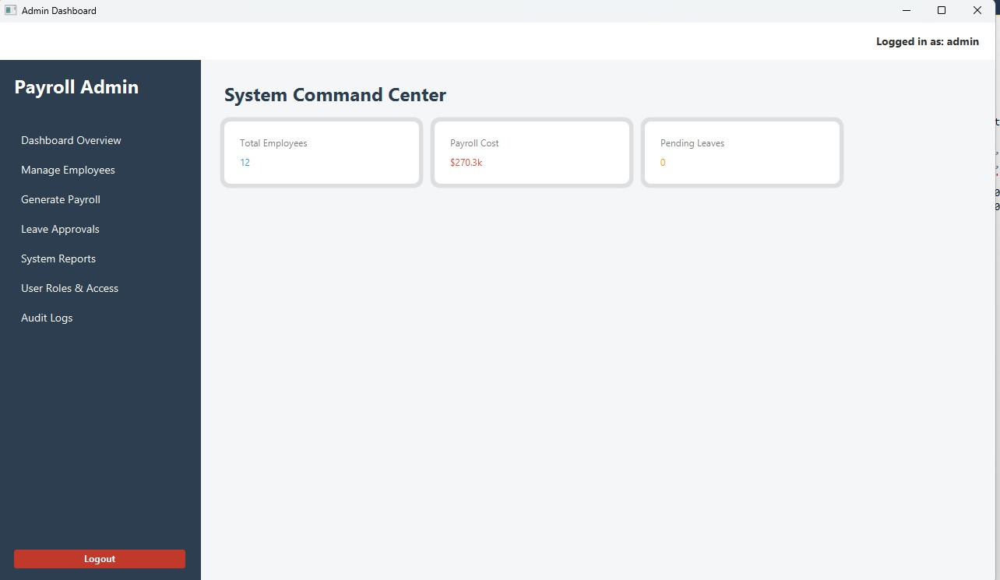 Admin Dashboard
Logged in as: admin
Payroll Admin
Dashboard Overview
Manage Employees
Generate Payroll
Leave Approvals
System Reports
User Roles & Access
Audit Logs
Logout
System Command Center
Total Employees
12
Payroll Cost
$270.3k
Pending Leaves
0